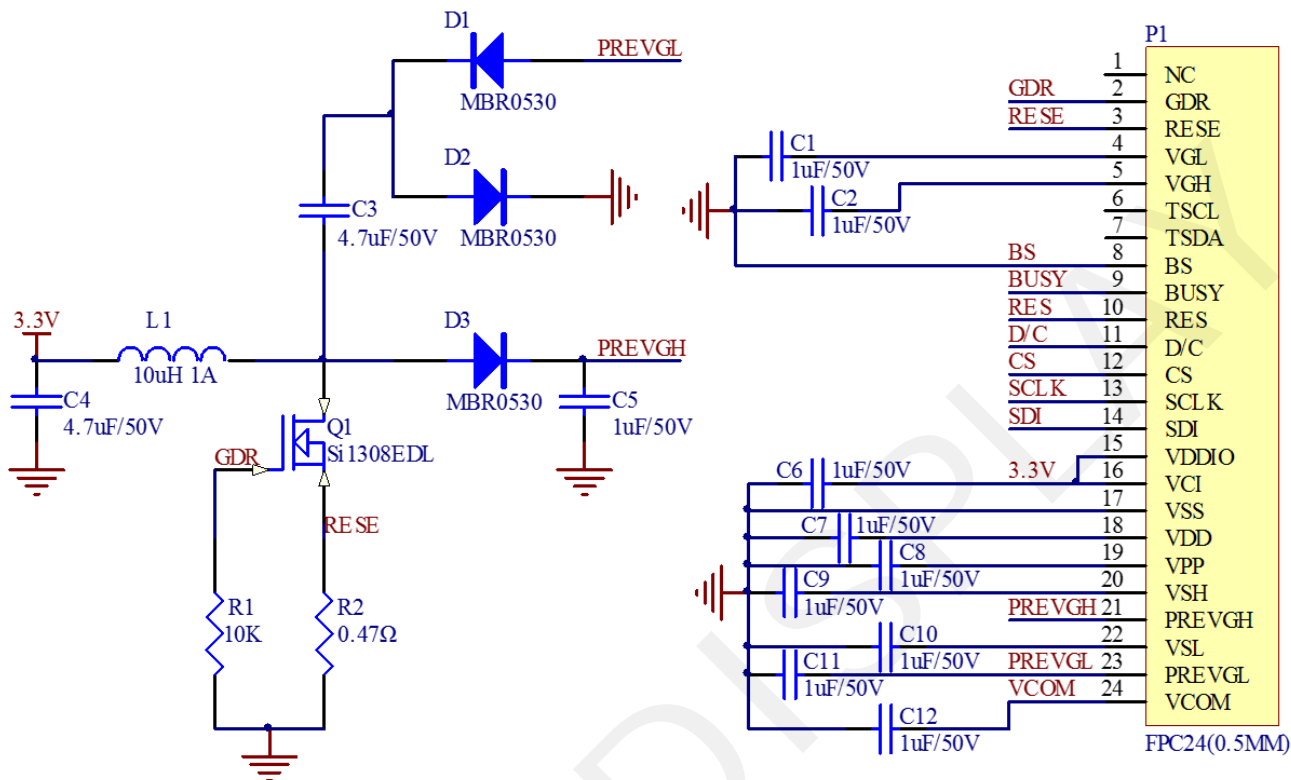 D1
PREVGL
MBR0530
D2
MBR0530
C3
4.7uF/50V
3.3V
L1
10uH 1A
D3
PREVGH
MBR0530
C4
4.7uF/50V
C5
1uF/50V
Q1
Si1308EDL
GDR
RESE
R1
10K
R2
0.47Ω
P1
1 NC
GDR 2 GDR
RESE 3 RESE
C1
1uF/50V
4 VGL
C2
1uF/50V
5 VGH
6 TSCL
7 TSDA
BS 8 BS
BUSY 9 BUSY
RES 10 RES
D/C 11 D/C
CS 12 CS
SCLK 13 SCLK
SDI 14 SDI
15 VDDIO
C6 1uF/50V 3.3V 16 VCI
17 VSS
C7 1uF/50V 18 VDD
C8
1uF/50V
19 VPP
C9
1uF/50V
20 VSH
PREVGH 21 PREVGH
C10
1uF/50V
22 VSL
C11
1uF/50V
PREVGL 23 PREVGL
VCOM 24 VCOM
C12
1uF/50V
FPC24(0.5MM)
DISPLAY